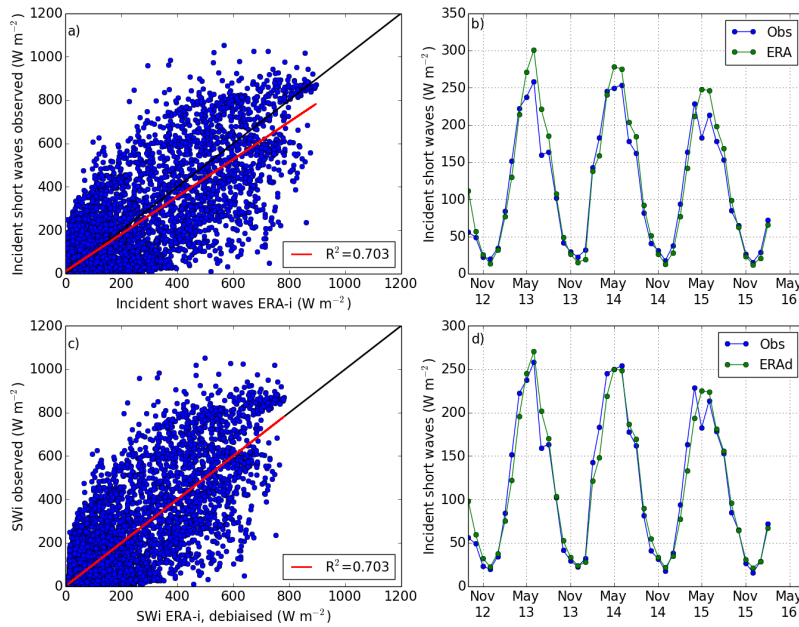 a)
Incident short waves observed (W m⁻²)
1200
1000
800
600
400
200
0
0 200 400 600 800 1000 1200
Incident short waves ERA-i (W m⁻²)
R²=0.703
b)
Incident short waves (W m⁻²)
350
300
250
200
150
100
50
0
Obs
ERA
Nov May Nov May Nov May Nov May
12 13 13 14 14 15 15 16
c)
SWi observed (W m⁻²)
1200
1000
800
600
400
200
0
0 200 400 600 800 1000 1200
SWi ERA-i, debiaised (W m⁻²)
R²=0.703
d)
Incident short waves (W m⁻²)
300
250
200
150
100
50
0
Obs
ERAd
Nov May Nov May Nov May Nov May
12 13 13 14 14 15 15 16